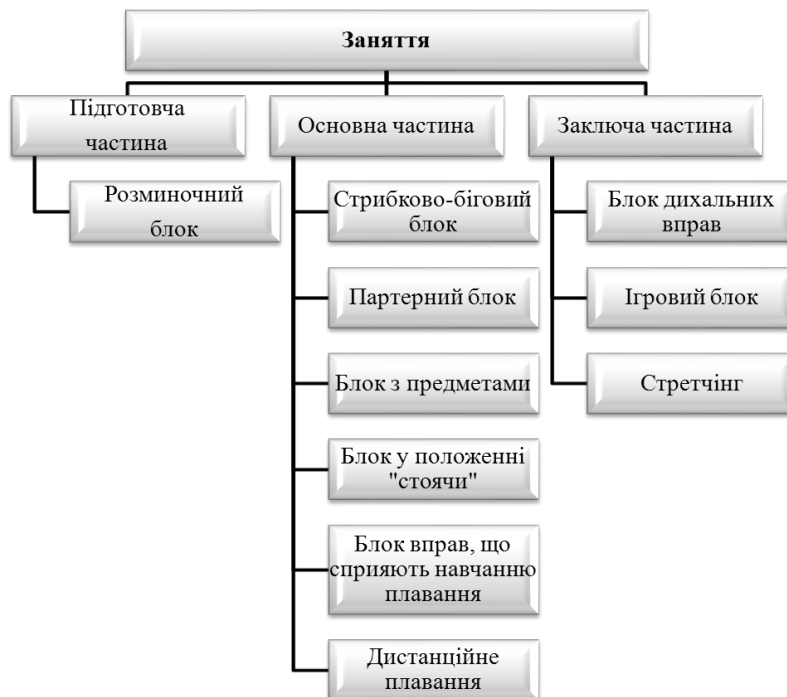 Заняття
Підготовча
частина
Розминочний
блок
Основна частина
Стрибково-біговий
блок
Партерний блок
Блок з предметами
Блок у положенні
"стоячи"
Блок вправ, що
сприяють навчанню
плавання
Дистанційне
плавання
Заключа частина
Блок дихальних
вправ
Ігровий блок
Стретчінг